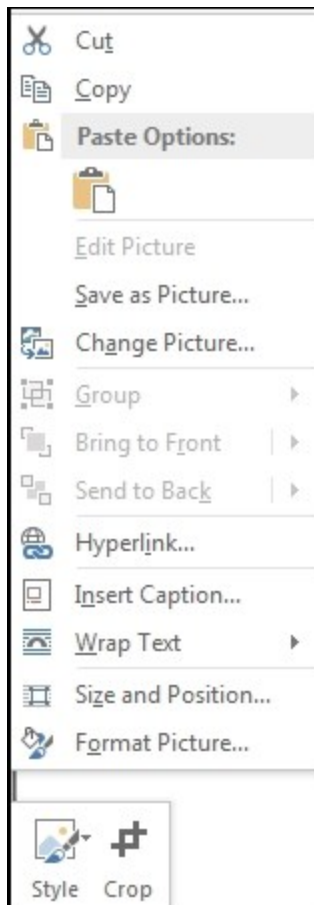 Cut
Copy
Paste Options:
Edit Picture
Save as Picture...
Change Picture...
Group
Bring to Front
Send to Back
Hyperlink...
Insert Caption...
Wrap Text
Size and Position...
Format Picture...
Style Crop